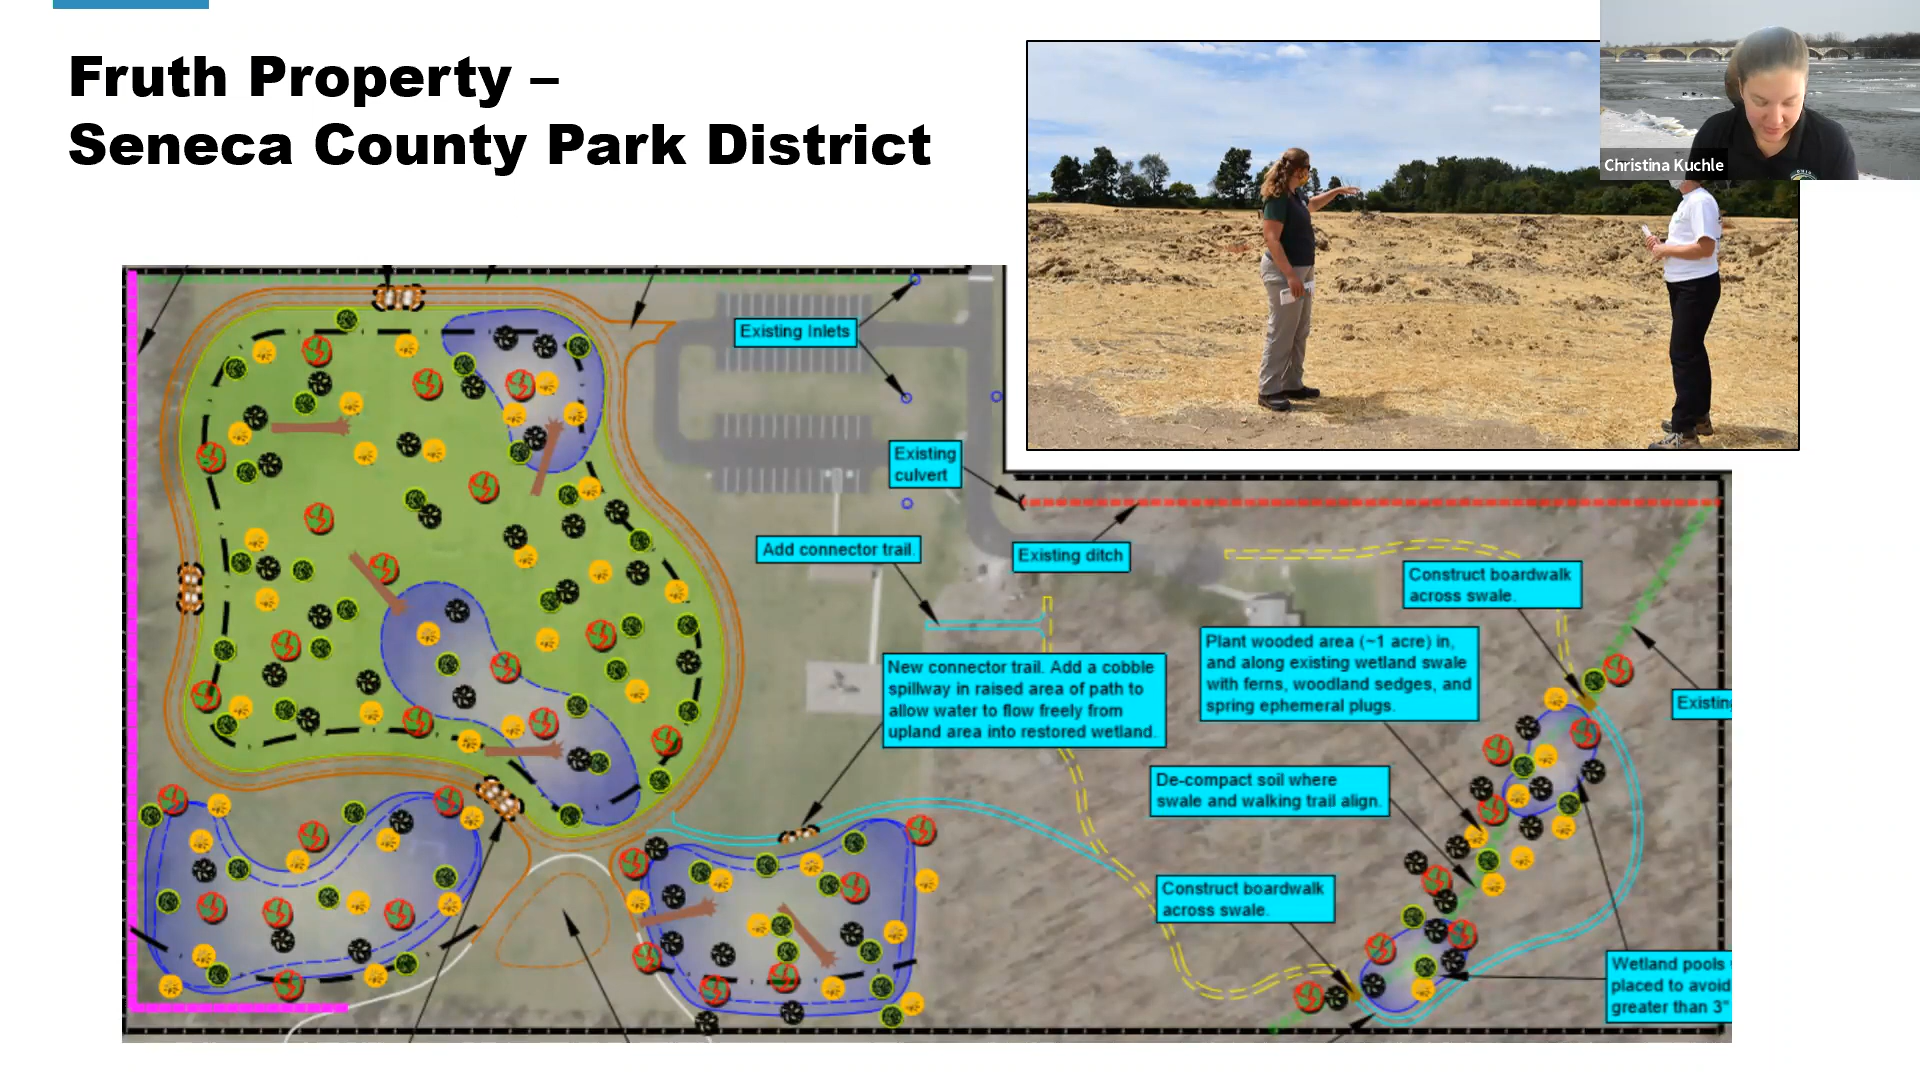 Fruth Property –
Seneca County Park District
Christina Kuchle
Existing Inlets
Existing
culvert
Add connector trail.
Existing ditch
Construct boardwalk
across swale.
Plant wooded area (~1 acre) in,
and along existing wetland swale
with ferns, woodland sedges, and
spring ephemeral plugs.
New connector trail. Add a cobble
spillway in raised area of path to
allow water to flow freely from
upland area into restored wetland.
Existing
De-compact soil where
swale and walking trail align.
Construct boardwalk
across swale.
Wetland pools
placed to avoid
greater than 3"